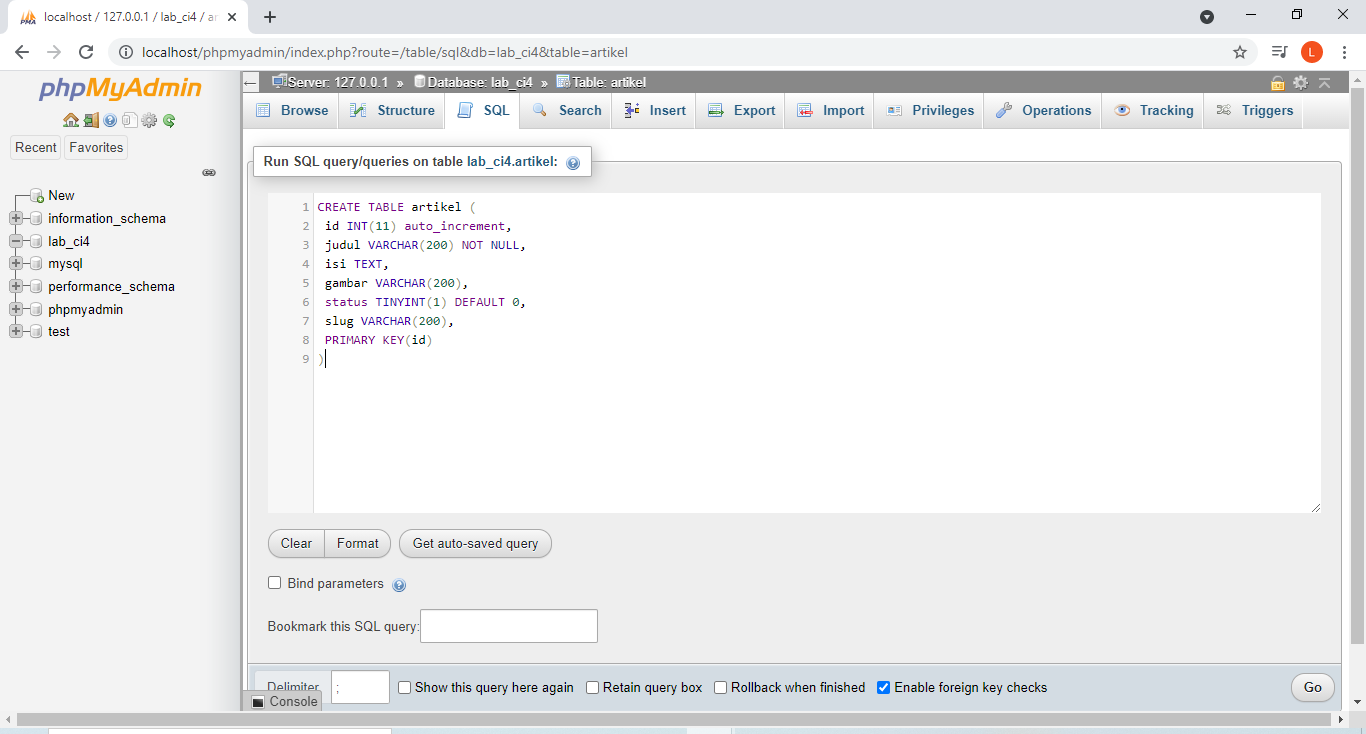 localhost / 127.0.0.1 / lab_ci4 / ar
localhost/phpmyadmin/index.php?route=/table/sql&db=lab_ci4&table=artikel
L
phpMyAdmin
Recent
Favorites
New
information_schema
lab_ci4
mysql
performance_schema
phpmyadmin
test
Server: 127.0.0.1 » Database: lab_ci4 » Table: artikel
Browse Structure SQL Search Insert Export Import Privileges Operations Tracking Triggers
Run SQL query/queries on table lab_ci4.artikel:
1 CREATE TABLE artikel (
2 id INT(11) auto_increment,
3 judul VARCHAR(200) NOT NULL,
4 isi TEXT,
5 gambar VARCHAR(200),
6 status TINYINT(1) DEFAULT 0,
7 slug VARCHAR(200),
8 PRIMARY KEY(id)
9 )
Clear Format Get auto-saved query
Bind parameters
Bookmark this SQL query:
Delimiter ; Show this query here again Retain query box Rollback when finished Enable foreign key checks Go
Console